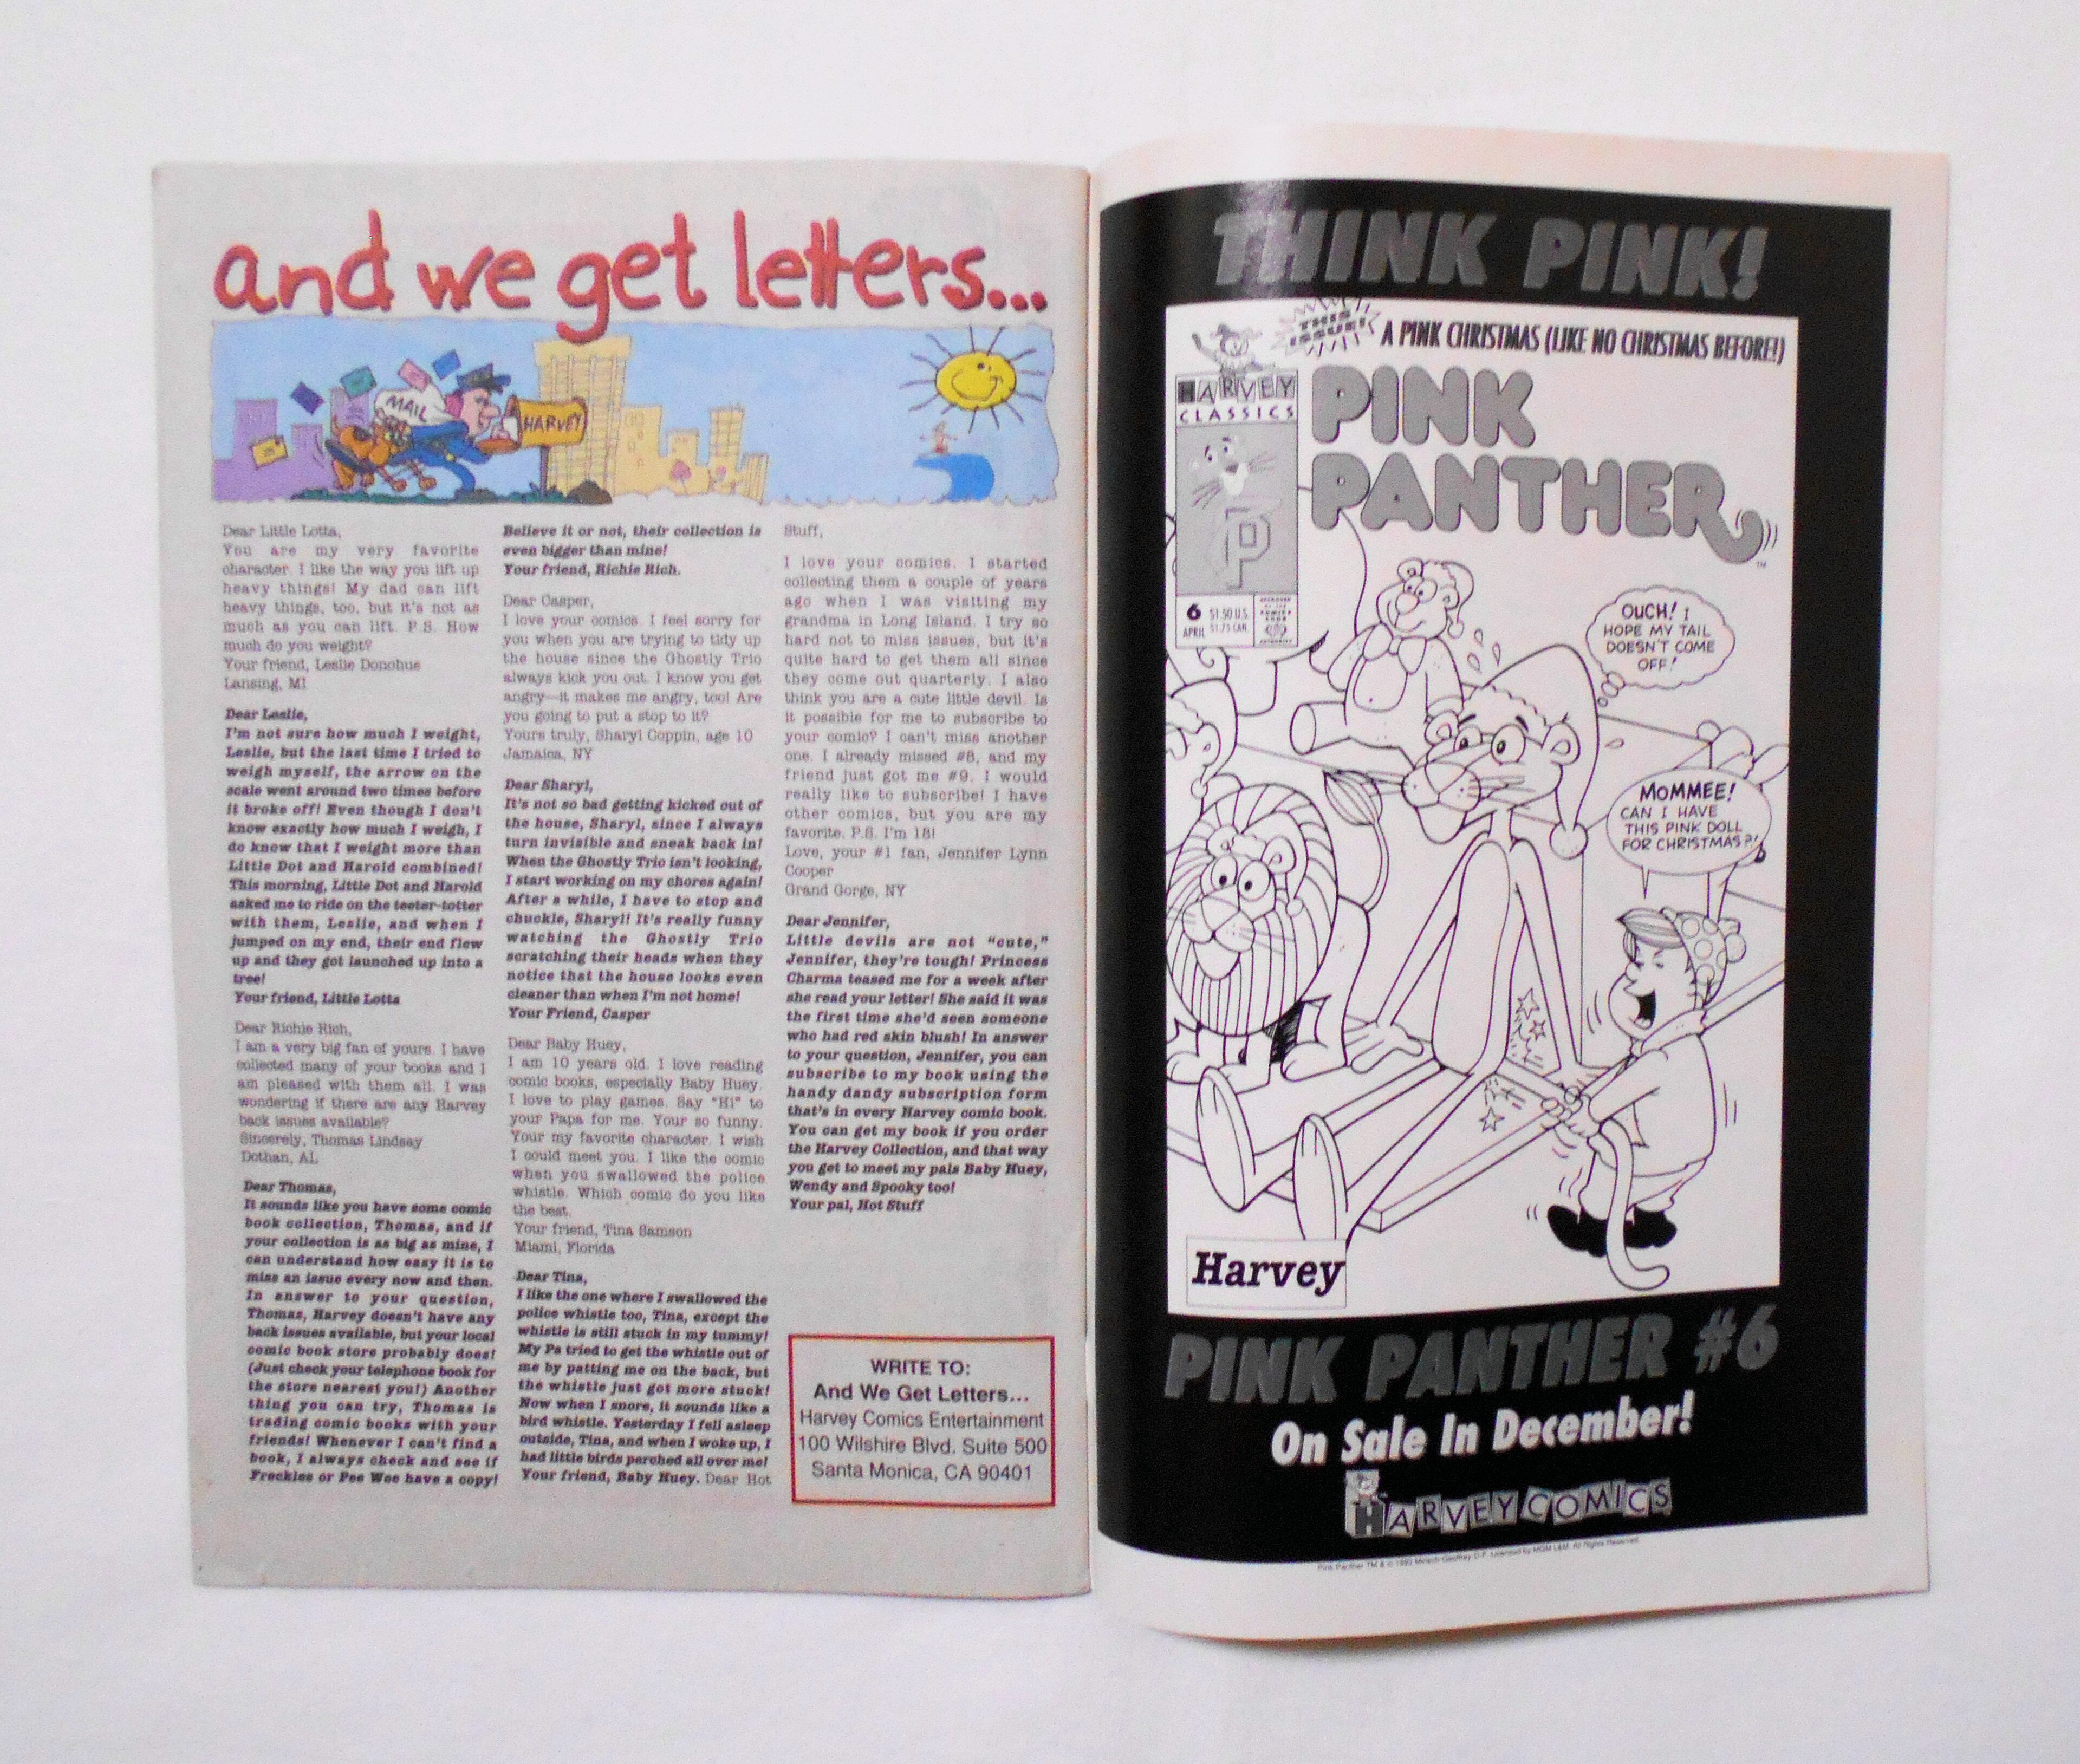 and we get letters...
MAIL
HARVEY
Dear Little Lotta,
You are my very favorite
character. I like the way you lift up
heavy things! My dad can lift
heavy things, too, but it's not as
much as you can lift. P.S. How
much do you weight?
Your friend, Leslie Donohue
Lansing, MI
Dear Leslie,
I'm not sure how much I weight,
Leslie, but the last time I tried to
weigh myself, the arrow on the
scale went around two times before
it broke off! Even though I don't
know exactly how much I weigh, I
do know that I weight more than
Little Dot and Harold combined!
This morning, Little Dot and Harold
asked me to ride on the teeter-totter
with them, Leslie, and when I
jumped on my end, their end flew
up and they got launched up into a
tree!
Your friend, Little Lotta
Dear Richie Rich,
I am a very big fan of yours. I have
collected many of your books and I
am pleased with them all. I was
wondering if there are any Harvey
back issues available?
Sincerely, Thomas Lindsay
Dothan, AL
Dear Thomas,
It sounds like you have some comic
book collection, Thomas, and if
your collection is as big as mine, I
can understand how easy it is to
miss an issue every now and then.
In answer to your question,
Thomas, Harvey doesn't have any
back issues available, but your local
comic book store probably does!
(Just check your telephone book for
the store nearest you!) Another
thing you can try, Thomas is
trading comic books with your
friends! Whenever I can't find a
book, I always check and see if
Freckles or Pee Wee have a copy!
Believe it or not, their collection is
even bigger than mine!
Your friend, Richie Rich.
Dear Casper,
I love your comics. I feel sorry for
you when you are trying to tidy up
the house since the Ghostly Trio
always kick you out. I know you get
angry—it makes me angry, too! Are
you going to put a stop to it?
Yours truly, Sharyl Coppin, age 10
Jamaica, NY
Dear Sharyl,
It's not so bad getting kicked out of
the house, Sharyl, since I always
turn invisible and sneak back in!
When the Ghostly Trio isn't looking,
I start working on my chores again!
After a while, I have to stop and
chuckle, Sharyl! It's really funny
watching the Ghostly Trio
scratching their heads when they
notice that the house looks even
cleaner than when I'm not home!
Your Friend, Casper
Dear Baby Huey,
I am 10 years old. I love reading
comic books, especially Baby Huey.
I love to play games. Say "Hi" to
your Papa for me. Your so funny.
Your my favorite character. I wish
I could meet you. I like the comic
when you swallowed the police
whistle. Which comic do you like
the best.
Your friend, Tina Samson
Miami, Florida
Dear Tina,
I like the one where I swallowed the
police whistle too, Tina, except the
whistle is still stuck in my tummy!
My Pa tried to get the whistle out of
me by patting me on the back, but
the whistle just got more stuck!
Now when I snore, it sounds like a
bird whistle. Yesterday I fell asleep
outside, Tina, and when I woke up, I
had little birds perched all over me!
Your friend, Baby Huey. Dear Hot
Stuff,
I love your comics. I started
collecting them a couple of years
ago when I was visiting my
grandma in Long Island. I try so
hard not to miss issues, but it's
quite hard to get them all since
they come out quarterly. I also
think you are a cute little devil. Is
it possible for me to subscribe to
your comic? I can't miss another
one. I already missed #8, and my
friend just got me #9. I would
really like to subscribe! I have
other comics, but you are my
favorite. P.S. I'm 18!
Love, your #1 fan, Jennifer Lynn
Cooper
Grand Gorge, NY
Dear Jennifer,
Little devils are not "cute,"
Jennifer, they're tough! Princess
Charma teased me for a week after
she read your letter! She said it was
the first time she'd seen someone
who had red skin blush! In answer
to your question, Jennifer, you can
subscribe to my book using the
handy dandy subscription form
that's in every Harvey comic book.
You can get my book if you order
the Harvey Collection, and that way
you get to meet my pals Baby Huey,
Wendy and Spooky too!
Your pal, Hot Stuff
WRITE TO:
And We Get Letters...
Harvey Comics Entertainment
100 Wilshire Blvd. Suite 500
Santa Monica, CA 90401
THINK PINK!
THIS
ISSUE!
A PINK CHRISTMAS (LIKE NO CHRISTMAS BEFORE!)
HARVEY
CLASSICS
PINK
PANTHER
TM
P
6
APRIL
$1.50 U.S.
$1.75 CAN.
APPROVED
BY THE
COMICS
CODE
AUTHORITY
OUCH! I
HOPE MY TAIL
DOESN'T COME
OFF!
MOMMEE!
CAN I HAVE
THIS PINK DOLL
FOR CHRISTMAS?!
Harvey
PINK PANTHER #6
On Sale In December!
HARVEY COMICS
Pink Panther TM & © 1993 Mirisch-Geoffrey D-F. Licensed by MGM L&M. All Rights Reserved.